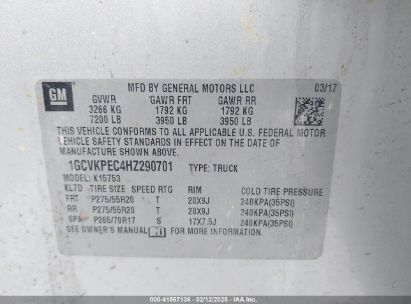 GM
MFD BY GENERAL MOTORS LLC 03/17
GVWR GAWR FRT GAWR RR
3266 KG 1792 KG 1792 KG
7200 LB 3950 LB 3950 LB
THIS VEHICLE CONFORMS TO ALL APPLICABLE U.S. FEDERAL MOTOR
VEHICLE SAFETY STANDARDS IN EFFECT ON THE DATE OF
MANUFACTURE SHOWN ABOVE.
1GCVKPEC4HZ290701 TYPE: TRUCK
MODEL: K15753
KLTD TIRE SIZE SPEED RTG RIM COLD TIRE PRESSURE
FRT P275/55R20 T 20X9J 240KPA(35PSI)
RR P275/55R20 T 20X9J 240KPA(35PSI)
SPA P265/70R17 S 17X7.5J 240KPA(35PSI)
SEE OWNER'S MANUAL FOR MORE INFORMATION.
Stock: 41567136 - 02/12/2025 - IAA Inc.